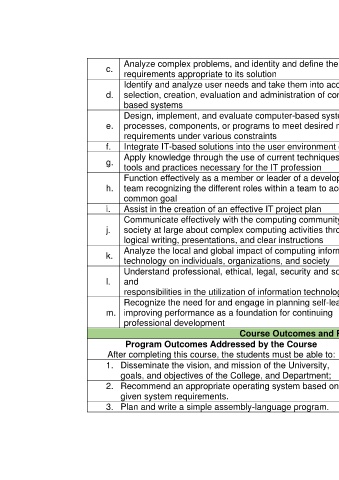 c. Analyze complex problems, and identity and define the
requirements appropriate to its solution
d. Identify and analyze user needs and take them into
selection, creation, evaluation and administration of
based systems
e. Design, implement, and evaluate computer-based
processes, components, or programs to meet desired
requirements under various constraints
f. Integrate IT-based solutions into the user environment
g. Apply knowledge through the use of current techniques
tools and practices necessary for the IT profession
h. Function effectively as a member or leader of a
team recognizing the different roles within a team to
common goal
i. Assist in the creation of an effective IT project plan
j. Communicate effectively with the computing community
society at large about complex computing activities
logical writing, presentations, and clear instructions
k. Analyze the local and global impact of computing
technology on individuals, organizations, and society
l. Understand professional, ethical, legal, security and
and
responsibilities in the utilization of information
m. Recognize the need for and engage in planning
improving performance as a foundation for continuing
professional development
Course Outcomes and
Program Outcomes Addressed by the Course
After completing this course, the students must be able to:
1. Disseminate the vision, and mission of the University,
goals, and objectives of the College, and Department;
2. Recommend an appropriate operating system based on
given system requirements.
3. Plan and write a simple assembly-language program.